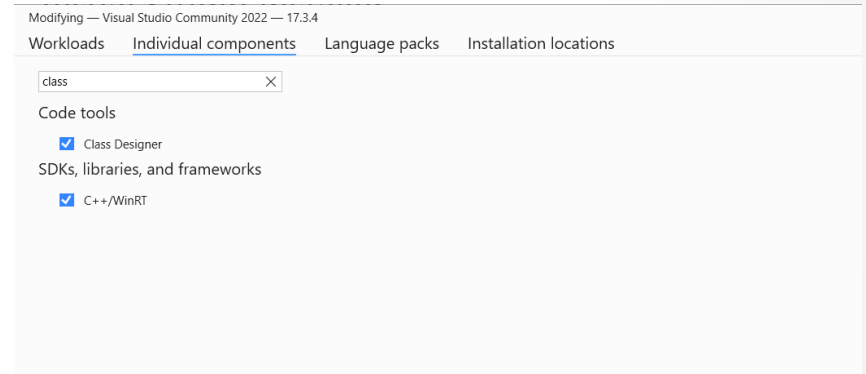 Modifying — Visual Studio Community 2022 — 17.3.4
Workloads Individual components Language packs Installation locations
class
Code tools
Class Designer
SDKs, libraries, and frameworks
C++/WinRT